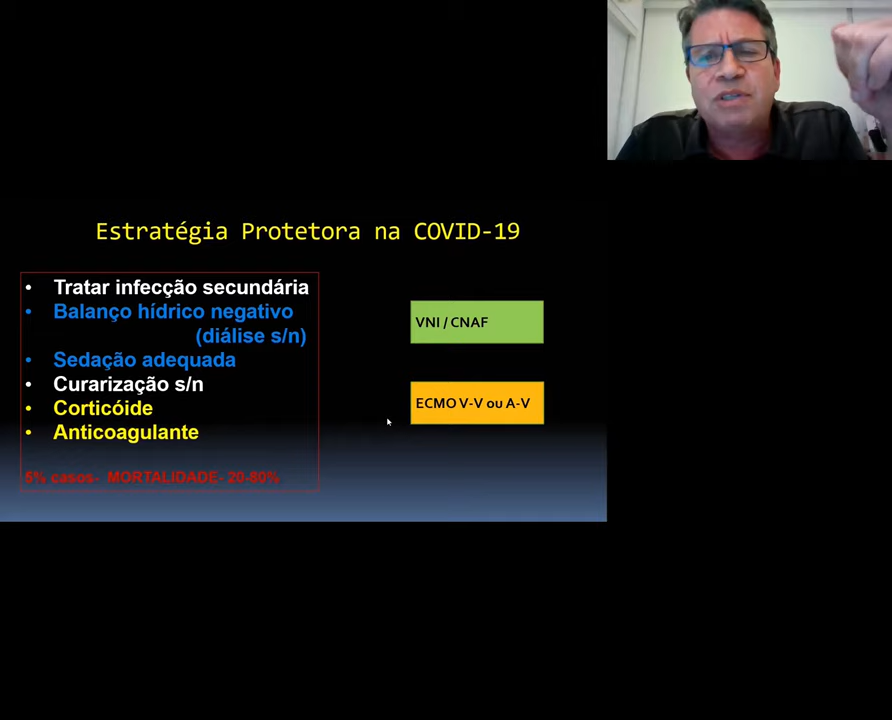 Estratégia Protetora na COVID-19
Tratar infecção secundária
Balanço hídrico negativo
(diálise s/n)
Sedação adequada
Curarização s/n
Corticóide
Anticoagulante
5% casos- MORTALIDADE- 20-80%
VNI / CNAF
ECMO V-V ou A-V